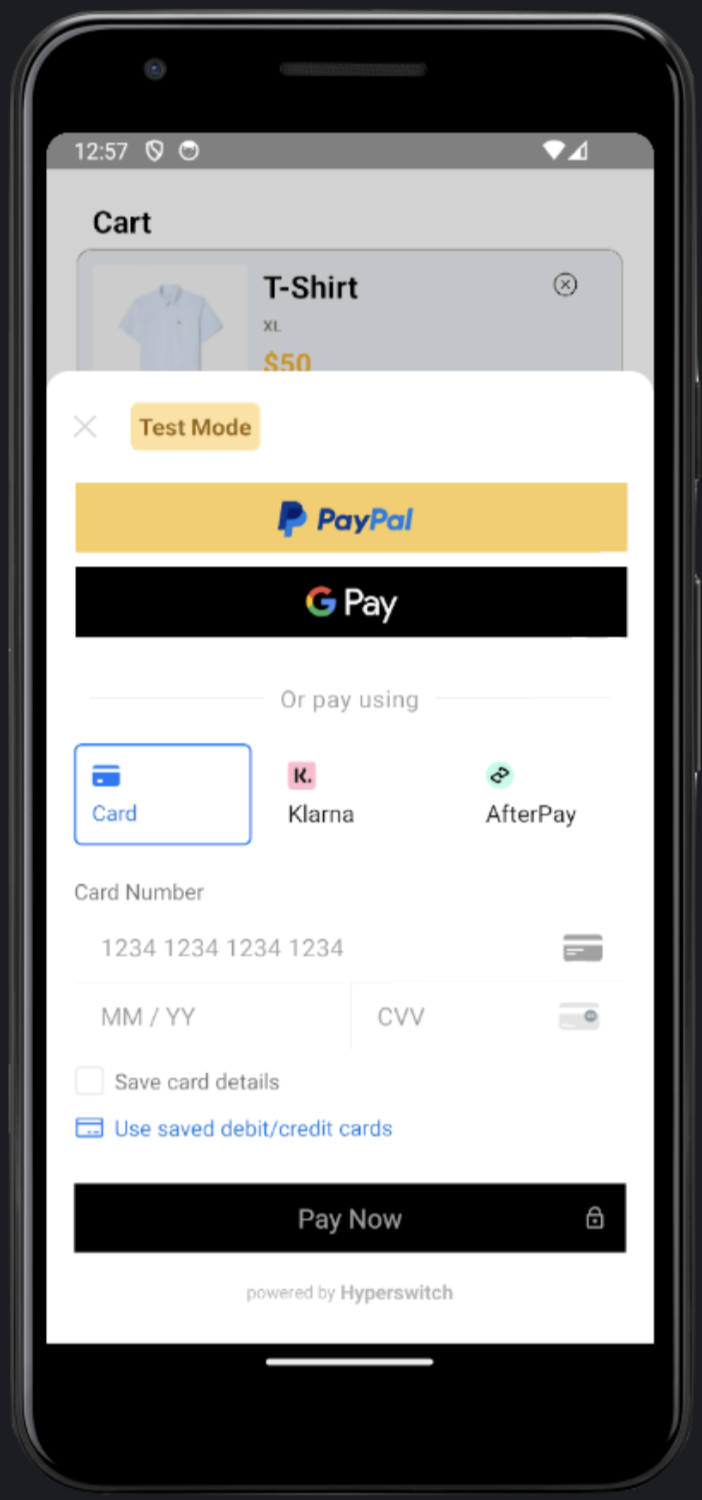 12:57
Cart
T-Shirt
XL
$50
Test Mode
PayPal
G Pay
Or pay using
Card
K.
Klarna
AfterPay
Card Number
1234 1234 1234 1234
MM / YY
CVV
Save card details
Use saved debit/credit cards
Pay Now
powered by Hyperswitch